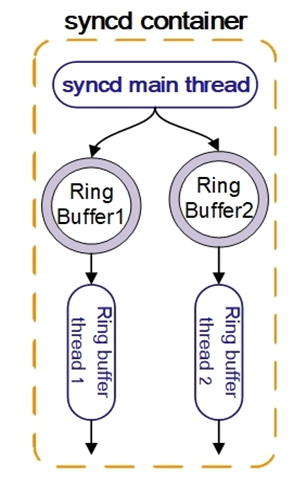 syncd container
syncd main thread
Ring
Buffer1
Ring
Buffer2
Ring buffer
thread 1
Ring buffer
thread 2